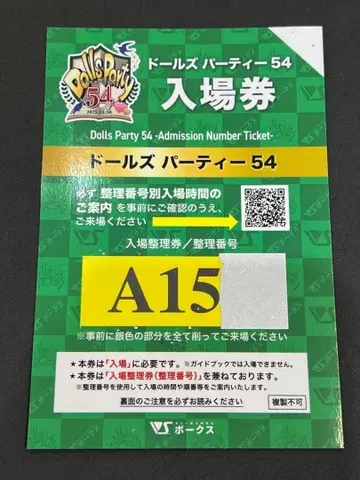 Dolls Party
54
ドールズ パーティー 54
入場券
Dolls Party 54 -Admission Number Ticket-
ドールズ パーティー 54
必ず 整理番号別入場時間の
ご案内 を事前にご確認のうえ、
ご来場ください
入場整理券／整理番号
A15
※事前に銀色の部分を全て削ってご来場ください
★本券は「入場」に必要です。※ガイドブックでは入場できません。
★本券は「入場整理券（整理番号）」を兼ねております。
※整理番号を使用して入場の時間や順番等をご案内いたします。
裏面のご注意を必ずお読みください
複製不可
VS ボークス